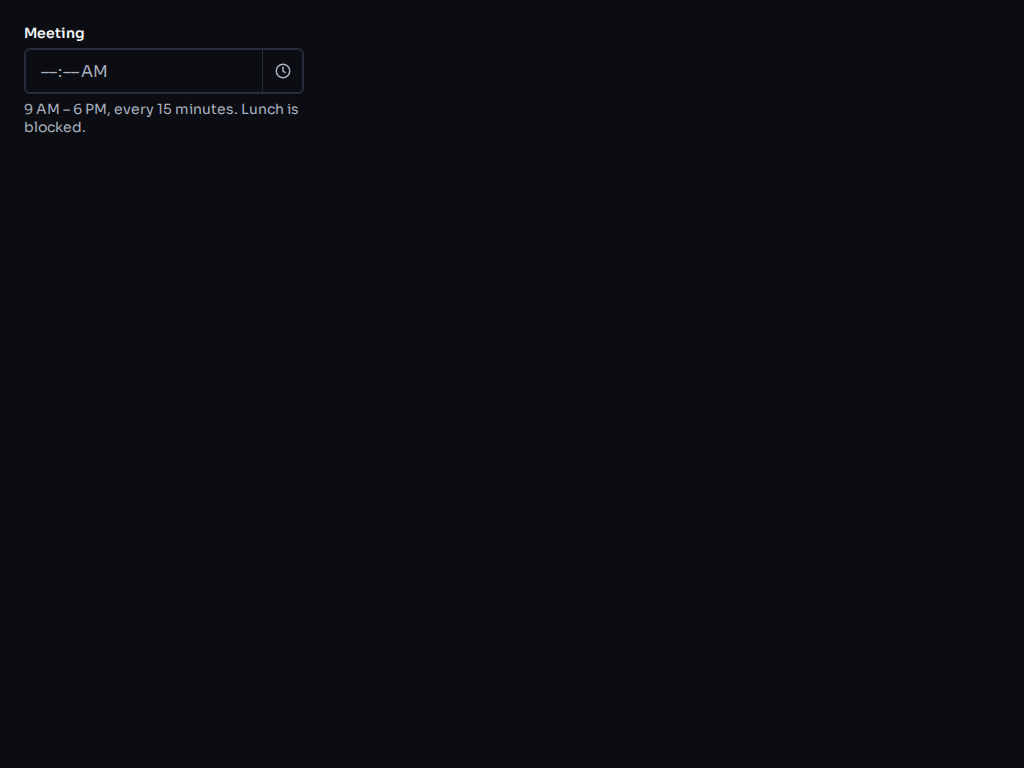 Meeting
––:–– AM
9 AM – 6 PM, every 15 minutes. Lunch is
blocked.